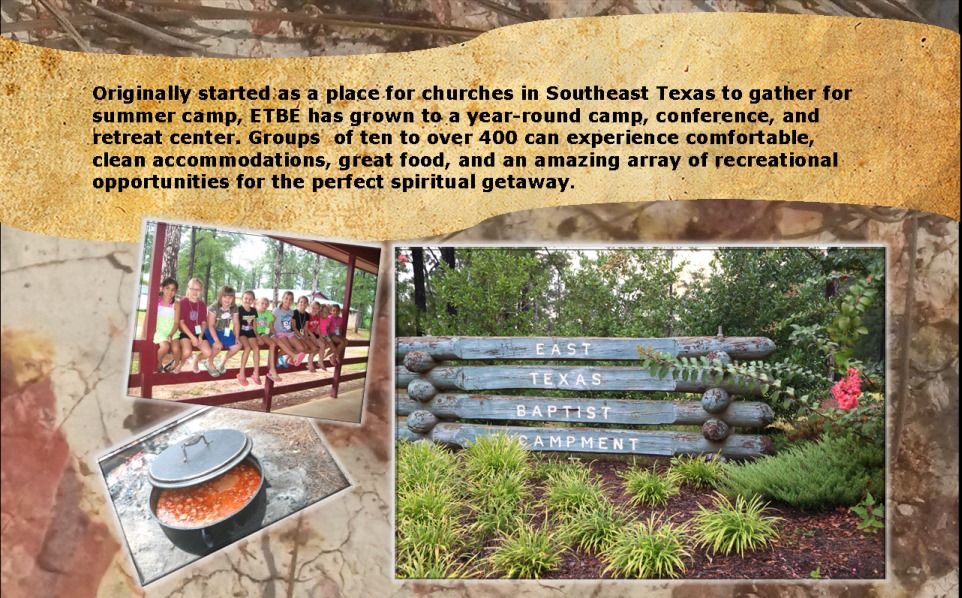 Originally started as a place for churches in Southeast Texas to gather for
summer camp, ETBE has grown to a year-round camp, conference, and
retreat center. Groups  of ten to over 400 can experience comfortable,
clean accommodations, great food, and an amazing array of recreational
opportunities for the perfect spiritual getaway.
EAST
TEXAS
BAPTIST
NCAMPMENT